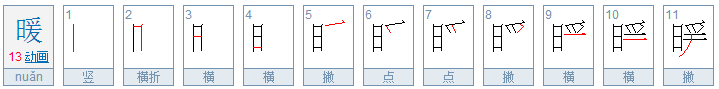 暖 1 2 3 4 5 6 7 8 9 10 11
13 动画
nuǎn 竖 横折 横 横 撇 点 点 撇 横 横 撇